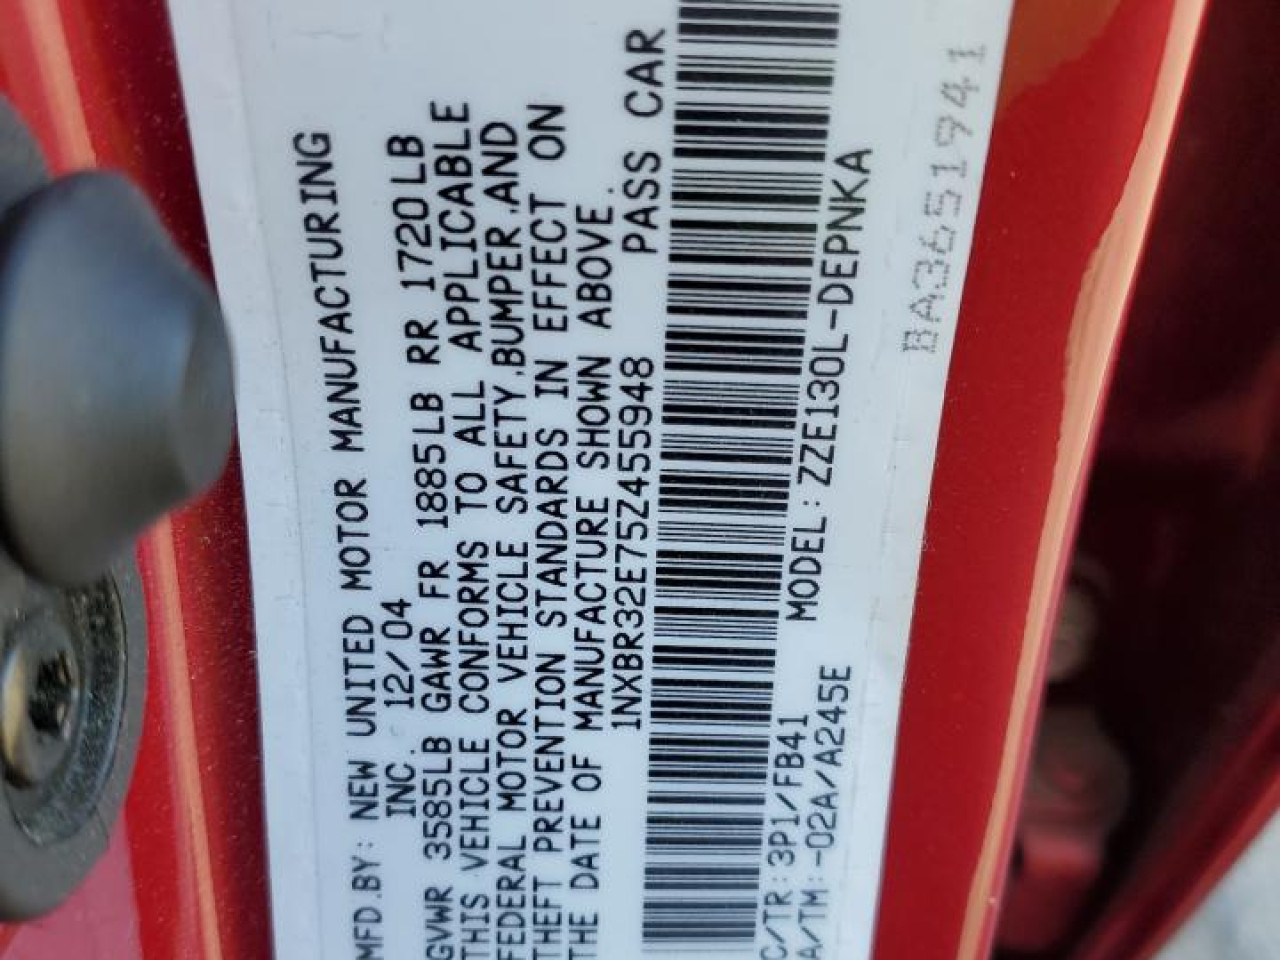 MFD.BY: NEW UNITED MOTOR MANUFACTURING
INC. 12/04
GVWR 3585LB GAWR FR 1885LB RR 1720LB
THIS VEHICLE CONFORMS TO ALL APPLICABLE
FEDERAL MOTOR VEHICLE SAFETY,BUMPER,AND
THEFT PREVENTION STANDARDS IN EFFECT ON
THE DATE OF MANUFACTURE SHOWN ABOVE.
1NXBR32E75Z455948 PASS CAR
MODEL: ZZE130L-DEPNKA
C/TR:3P1/FB41
A/TM:-02A/A245E
BA3651941